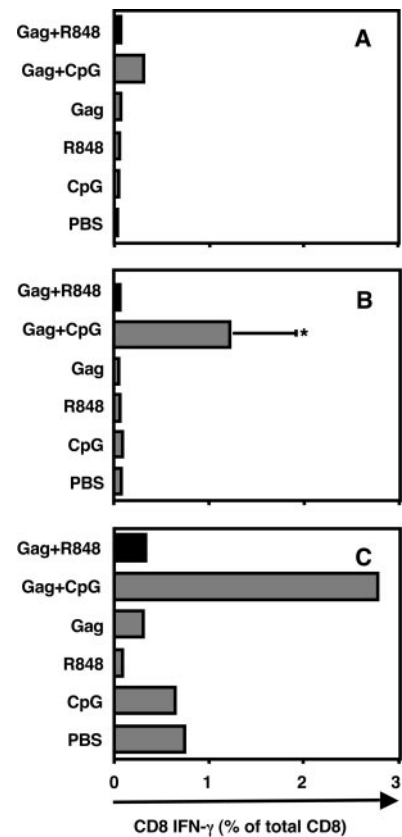 A
Gag+R848
Gag+CpG
Gag
R848
CpG
PBS
B
Gag+R848
Gag+CpG
*
Gag
R848
CpG
PBS
C
Gag+R848
Gag+CpG
Gag
R848
CpG
PBS
0 1 2 3
CD8 IFN-γ (% of total CD8)